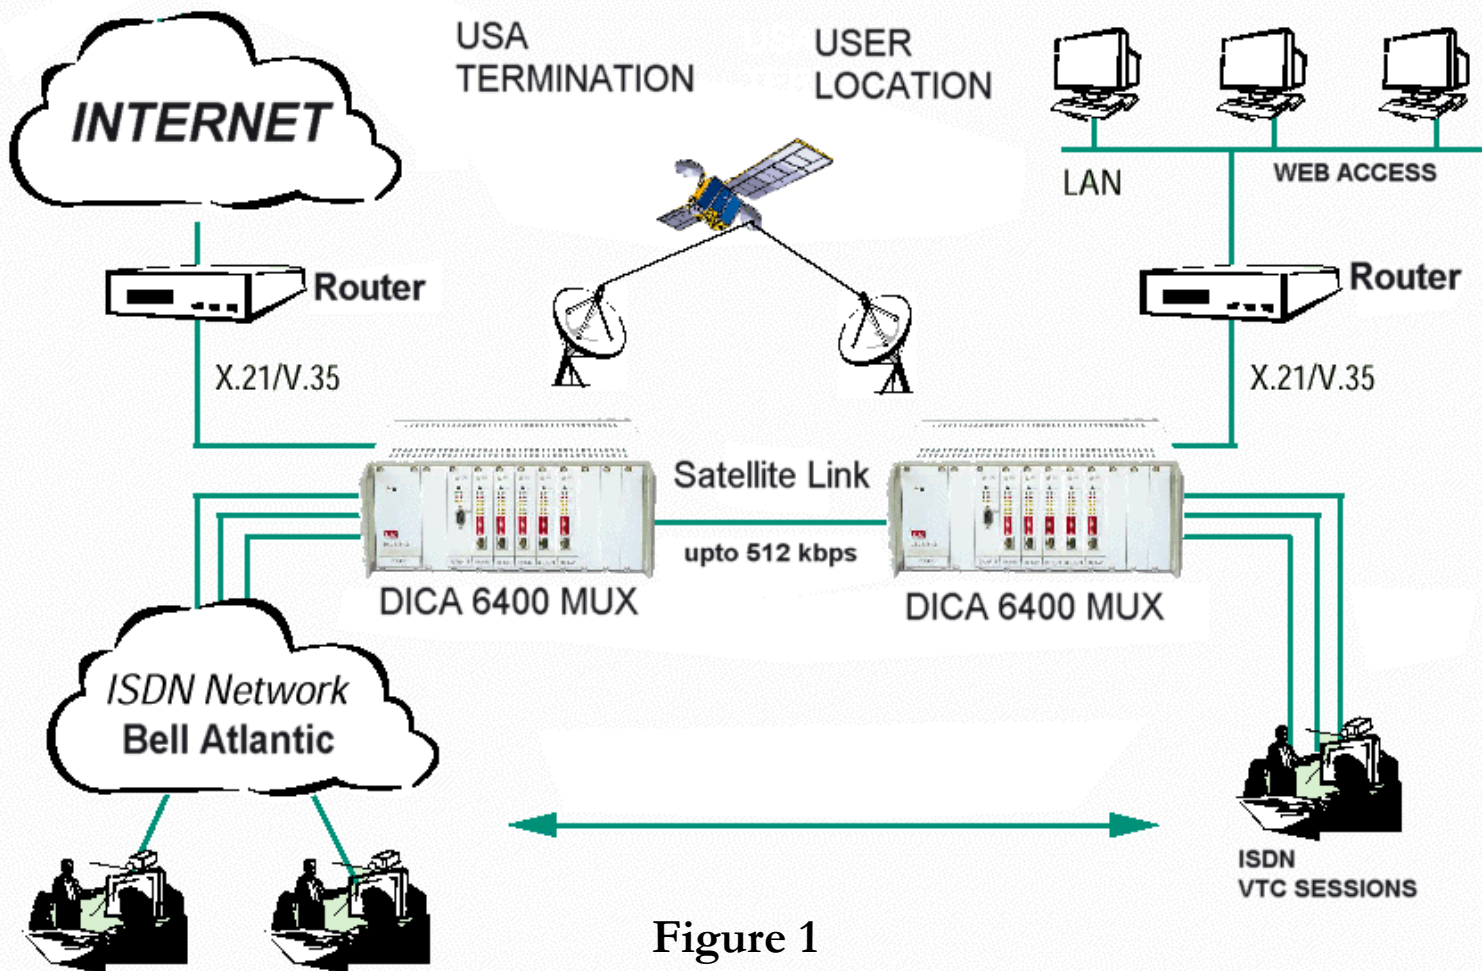 USA
TERMINATION
USER
LOCATION
INTERNET
LAN
WEB ACCESS
Router
Router
X.21/V.35
X.21/V.35
Satellite Link
upto 512 kbps
DICA 6400 MUX
DICA 6400 MUX
ISDN Network
Bell Atlantic
ISDN
VTC SESSIONS
Figure 1